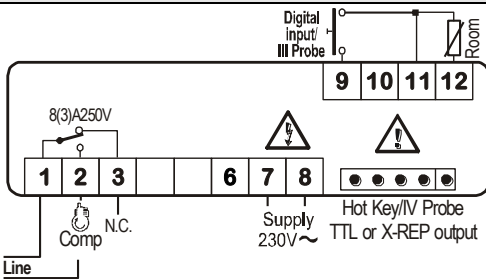 Digital
input/
III Probe
Room
9 10 11 12
8(3)A250V
1 2 3 6 7 8
Comp
N.C.
Supply
230V~
Hot Key/IV Probe
TTL or X-REP output
Line